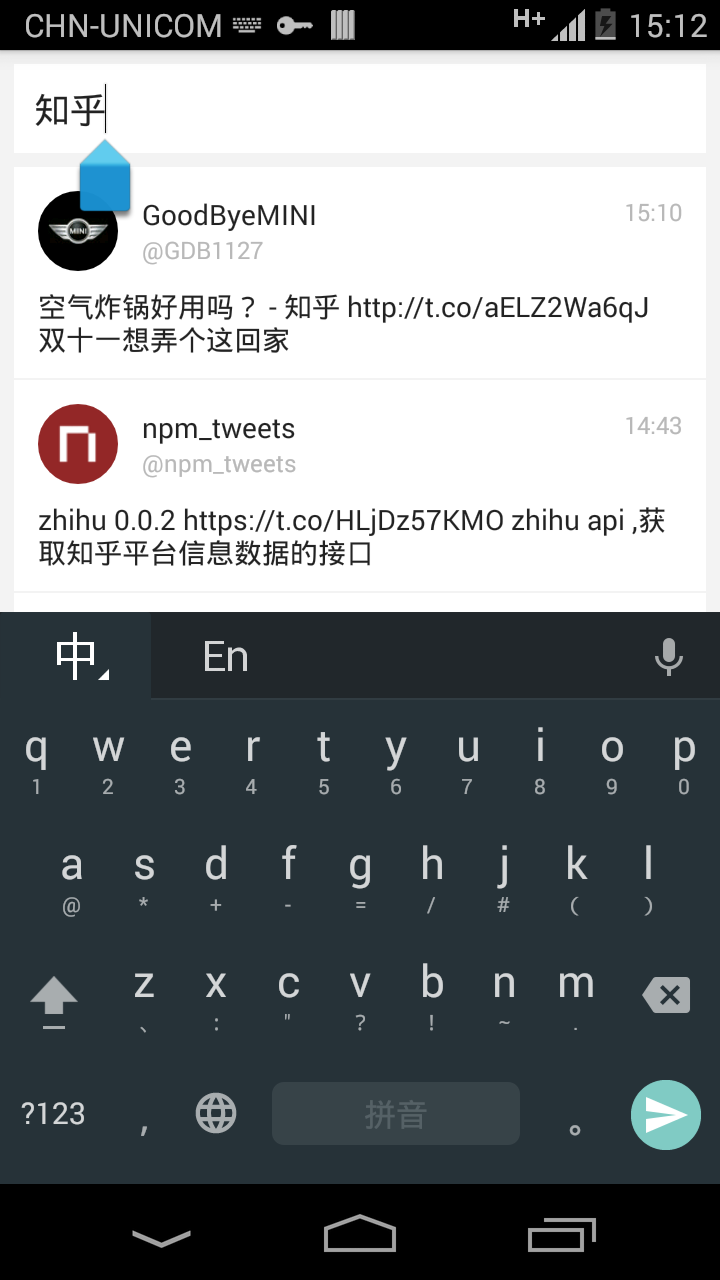 CHN-UNICOM H+ 15:12
知乎
GoodByeMINI 15:10
@GDB1127
MINI
空气炸锅好用吗？ - 知乎 http://t.co/aELZ2Wa6qJ
双十一想弄个这回家
npm_tweets 14:43
@npm_tweets
zhihu 0.0.2 https://t.co/HLjDz57KMO zhihu api ,获
取知乎平台信息数据的接口
中 En
q w e r t y u i o p
1 2 3 4 5 6 7 8 9 0
a s d f g h j k l
@ * + - = / # ( )
z x c v b n m
、 : " ? ! ~ .
?123 , 拼音 。